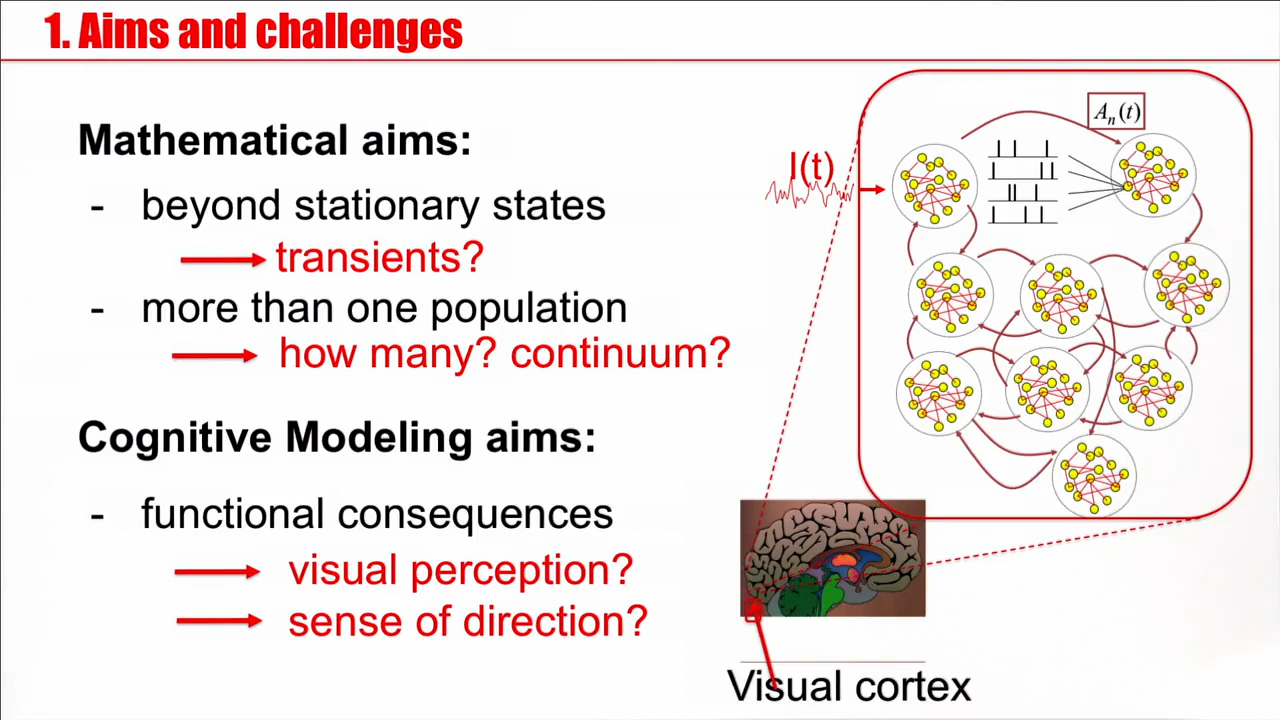 1. Aims and challenges
Mathematical aims:
- beyond stationary states
transients?
- more than one population
how many? continuum?
Cognitive Modeling aims:
- functional consequences
visual perception?
sense of direction?
I(t)
Aₙ(t)
Visual cortex